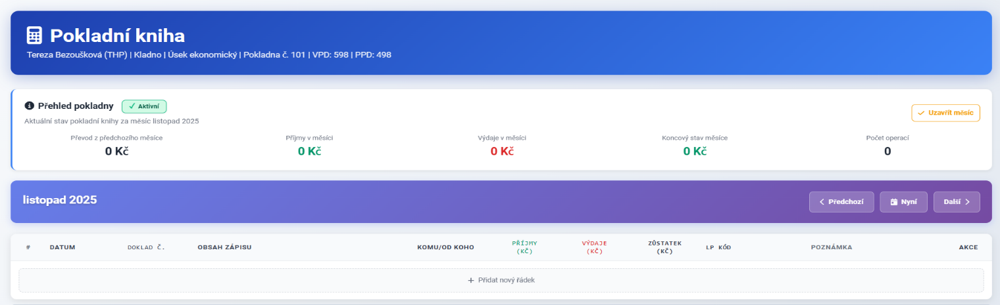 Pokladní kniha
Tereza Bezoušková (THP) | Kladno | Úsek ekonomický | Pokladna č. 101 | VPD: 598 | PPD: 498
Přehled pokladny Aktivní
Aktuální stav pokladní knihy za měsíc listopad 2025
Uzavřít měsíc
Převod z předchozího měsíce Příjmy v měsíci Výdaje v měsíci Koncový stav měsíce Počet operací
0 Kč 0 Kč 0 Kč 0 Kč 0
listopad 2025 Předchozí Nyní Další
# DATUM DOKLAD Č. OBSAH ZÁPISU KOMU/OD KOHO PŘÍJMY (KČ) VÝDAJE (KČ) ZŮSTATEK (KČ) LP KÓD POZNÁMKA AKCE
+ Přidat nový řádek